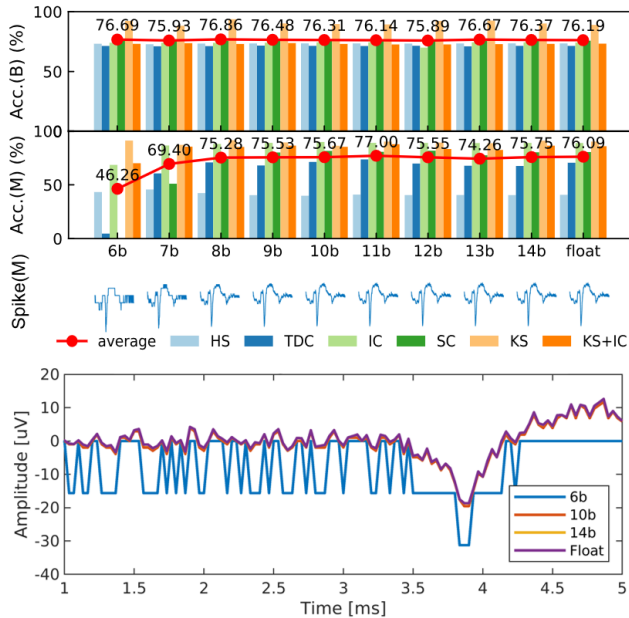 Acc.(B) (%)
100
50
0
76.69 75.93 76.86 76.48 76.31 76.14 75.89 76.67 76.37 76.19
Acc.(M) (%)
100
50
0
46.26 69.40 75.28 75.53 75.67 77.00 75.55 74.26 75.75 76.09
6b 7b 8b 9b 10b 11b 12b 13b 14b float
Spike(M)
average HS TDC IC SC KS KS+IC
Amplitude [uV]
20
10
0
-10
-20
-30
-40
6b
10b
14b
Float
1 1.5 2 2.5 3 3.5 4 4.5 5
Time [ms]